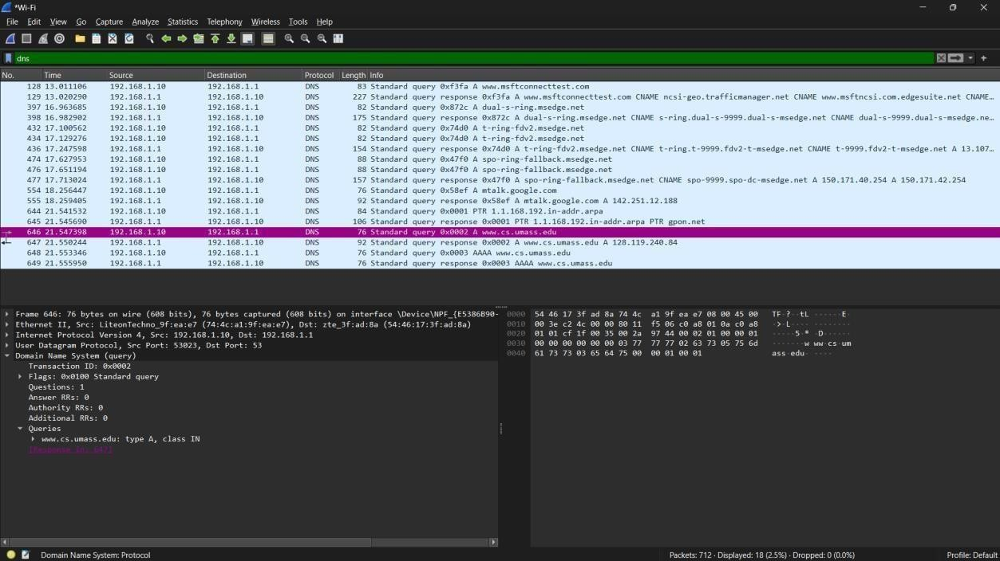 *Wi-Fi
File Edit View Go Capture Analyze Statistics Telephony Wireless Tools Help
dns
No. Time Source Destination Protocol Length Info
128 13.011106 192.168.1.10 192.168.1.1 DNS 83 Standard query 0xf3fa A www.msftconnecttest.com
129 13.020290 192.168.1.1 192.168.1.10 DNS 227 Standard query response 0xf3fa A www.msftconnecttest.com CNAME ncsi-geo.trafficmanager.net CNAME www.msftncsi.com.edgesuite.net CNAME…
397 16.963685 192.168.1.10 192.168.1.1 DNS 82 Standard query 0x872c A dual-s-ring.msedge.net
398 16.982902 192.168.1.1 192.168.1.10 DNS 175 Standard query response 0x872c A dual-s-ring.msedge.net CNAME s-ring.dual-s-9999.dual-s-msedge.net CNAME dual-s-9999.dual-s-msedge.ne…
432 17.100562 192.168.1.10 192.168.1.1 DNS 82 Standard query 0x74d0 A t-ring-fdv2.msedge.net
434 17.129276 192.168.1.10 192.168.1.1 DNS 82 Standard query 0x74d0 A t-ring-fdv2.msedge.net
436 17.247598 192.168.1.1 192.168.1.10 DNS 154 Standard query response 0x74d0 A t-ring-fdv2.msedge.net CNAME t-ring.t-9999.fdv2-t-msedge.net CNAME t-9999.fdv2-t-msedge.net A 13.107…
474 17.627953 192.168.1.10 192.168.1.1 DNS 88 Standard query 0x47f0 A spo-ring-fallback.msedge.net
476 17.651194 192.168.1.10 192.168.1.1 DNS 88 Standard query 0x47f0 A spo-ring-fallback.msedge.net
477 17.713024 192.168.1.1 192.168.1.10 DNS 157 Standard query response 0x47f0 A spo-ring-fallback.msedge.net CNAME spo-9999.spo-dc-msedge.net A 150.171.40.254 A 150.171.42.254
554 18.256447 192.168.1.10 192.168.1.1 DNS 76 Standard query 0x58ef A mtalk.google.com
555 18.259405 192.168.1.1 192.168.1.10 DNS 92 Standard query response 0x58ef A mtalk.google.com A 142.251.12.188
644 21.541532 192.168.1.10 192.168.1.1 DNS 84 Standard query 0x0001 PTR 1.1.168.192.in-addr.arpa
645 21.545690 192.168.1.1 192.168.1.10 DNS 106 Standard query response 0x0001 PTR 1.1.168.192.in-addr.arpa PTR gpon.net
646 21.547398 192.168.1.10 192.168.1.1 DNS 76 Standard query 0x0002 A www.cs.umass.edu
647 21.550244 192.168.1.1 192.168.1.10 DNS 92 Standard query response 0x0002 A www.cs.umass.edu A 128.119.240.84
648 21.553346 192.168.1.10 192.168.1.1 DNS 76 Standard query 0x0003 AAAA www.cs.umass.edu
649 21.555950 192.168.1.1 192.168.1.10 DNS 76 Standard query response 0x0003 AAAA www.cs.umass.edu
Frame 646: 76 bytes on wire (608 bits), 76 bytes captured (608 bits) on interface \Device\NPF_{E5386B90-
Ethernet II, Src: LiteonTechno_9f:ea:e7 (74:4c:a1:9f:ea:e7), Dst: zte_3f:ad:8a (54:46:17:3f:ad:8a)
Internet Protocol Version 4, Src: 192.168.1.10, Dst: 192.168.1.1
User Datagram Protocol, Src Port: 53023, Dst Port: 53
Domain Name System (query)
Transaction ID: 0x0002
Flags: 0x0100 Standard query
Questions: 1
Answer RRs: 0
Authority RRs: 0
Additional RRs: 0
Queries
www.cs.umass.edu: type A, class IN
[Response In: 647]
0000 54 46 17 3f ad 8a 74 4c a1 9f ea e7 08 00 45 00 TF·?··tL ······E·
0010 00 3e c2 4c 00 00 80 11 f5 06 c0 a8 01 0a c0 a8 ·>·L···· ········
0020 01 01 cf 1f 00 35 00 2a 97 44 00 02 01 00 00 01 ·····5·* ·D······
0030 00 00 00 00 00 00 03 77 77 77 02 63 73 05 75 6d ·······w ww·cs·um
0040 61 73 73 03 65 64 75 00 00 01 00 01 ass·edu· ····
Domain Name System: Protocol
Packets: 712 · Displayed: 18 (2.5%) · Dropped: 0 (0.0%)
Profile: Default